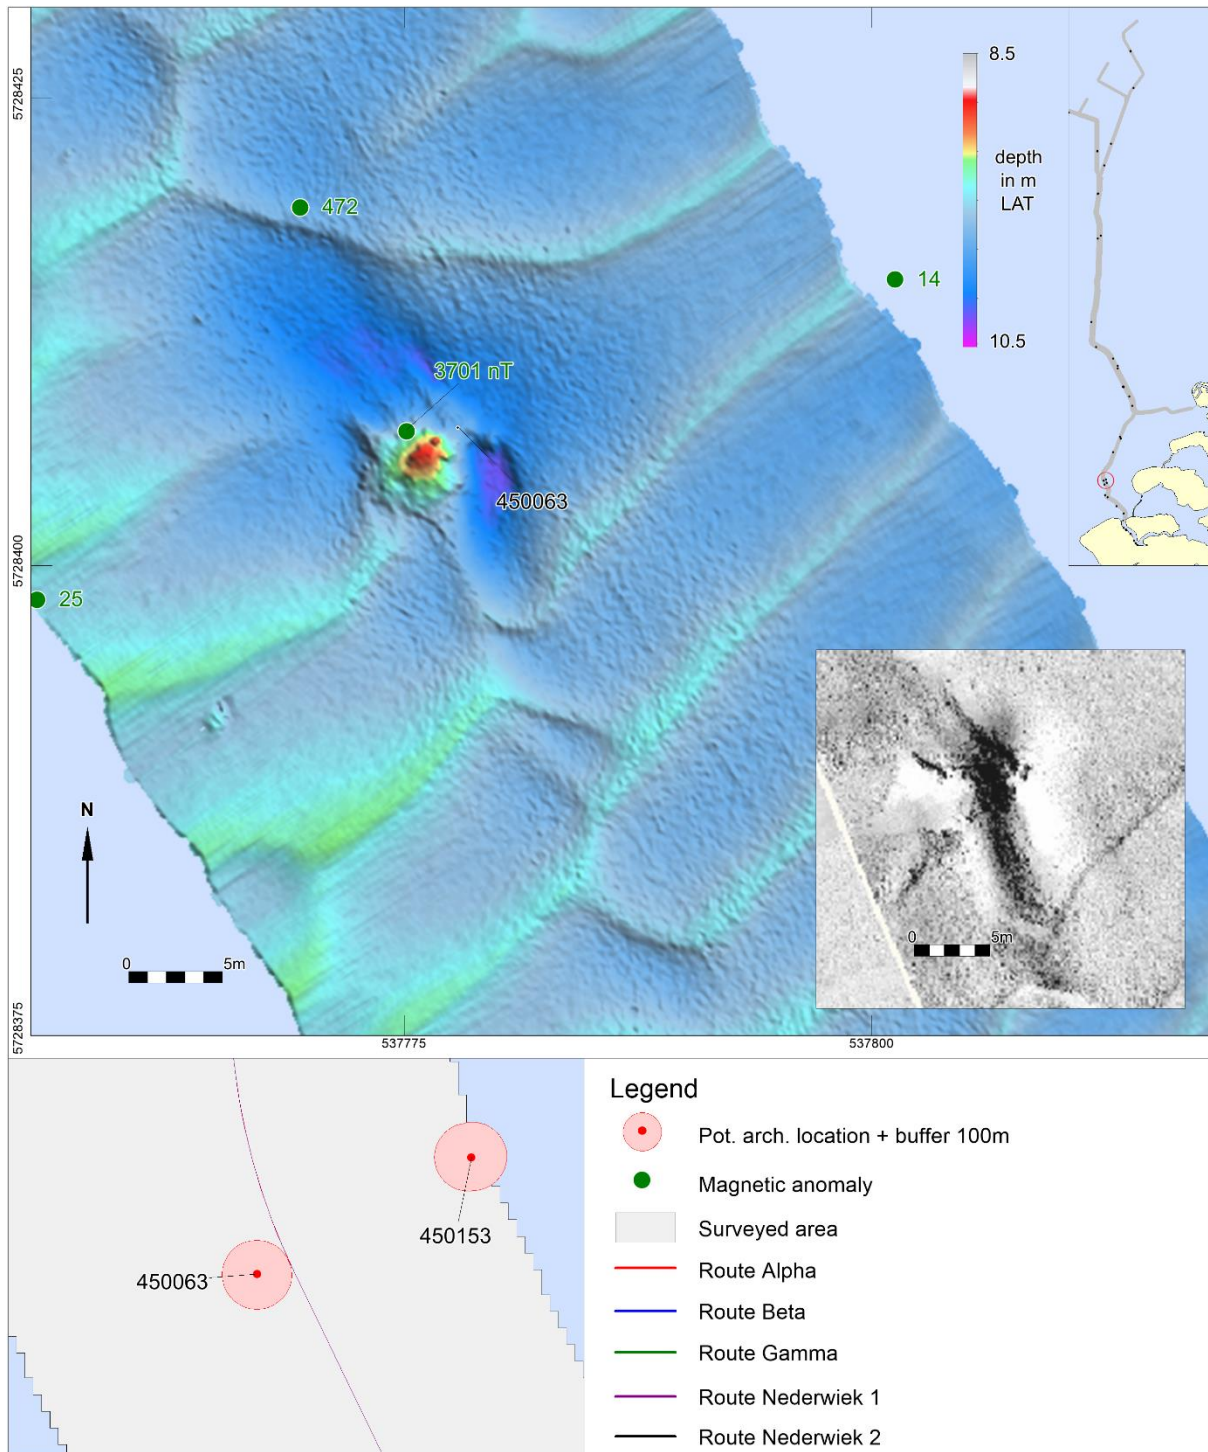 5728425
472
14
8.5
depth
in m
LAT
10.5
3701 nT
450063
5728400
25
N
0 5m
0 5m
5728375
537775
537800
450153
450063
Legend
Pot. arch. location + buffer 100m
Magnetic anomaly
Surveyed area
Route Alpha
Route Beta
Route Gamma
Route Nederwiek 1
Route Nederwiek 2